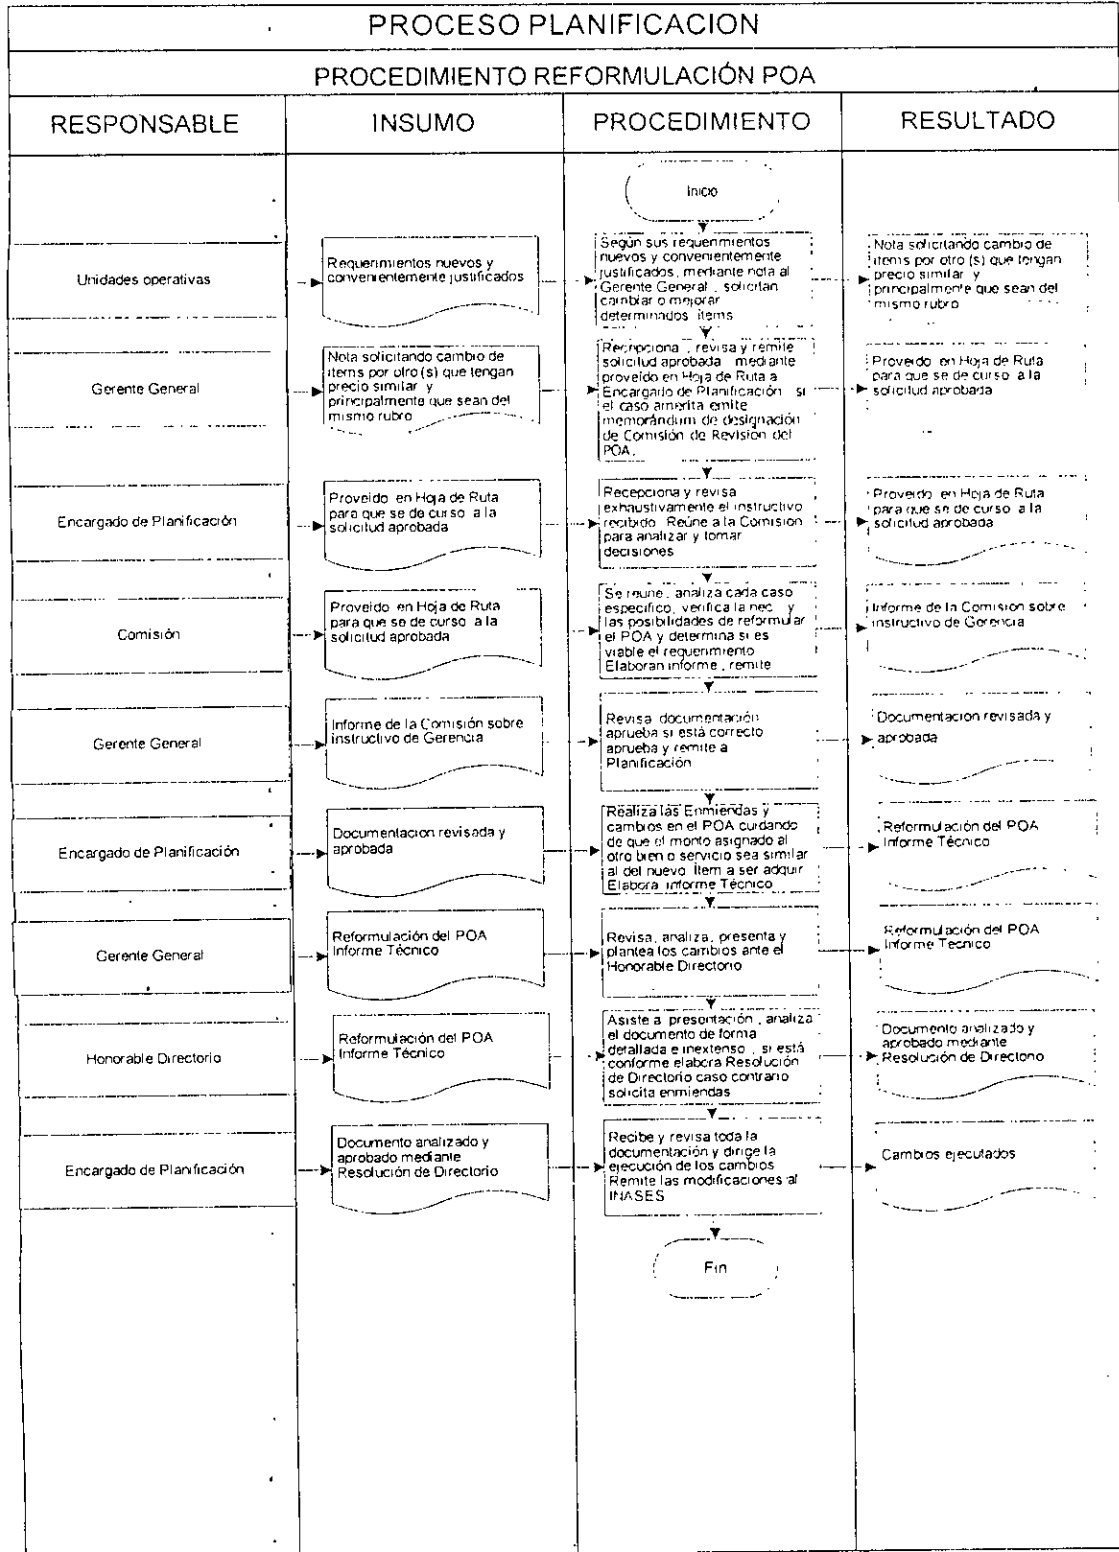 PROCESO PLANIFICACION
PROCEDIMIENTO REFORMULACIÓN POA
RESPONSABLE
INSUMO
PROCEDIMIENTO
RESULTADO
Inicio
Unidades operativas
Requerimientos nuevos y
convenientemente justificados
Según sus requerimientos
nuevos y convenientemente
justificados, mediante nota al
Gerente General , solicitan
cambiar o mejorar
determinados items
Nota solicitando cambio de
items por otro (s) que tengan
precio similar y
principalmente que sean del
mismo rubro
Gerente General
Nota solicitando cambio de
items por otro (s) que tengan
precio similar y
principalmente que sean del
mismo rubro
Recepciona , revisa y remite
solicitud aprobada mediante
proveido en Hoja de Ruta a
Encargado de Planificación si
el caso amerita emite
memorándum de designación
de Comisión de Revisión del
POA.
Proveido en Hoja de Ruta
para que se de curso a la
solicitud aprobada
Encargado de Planificación
Proveido en Hoja de Ruta
para que se de curso a la
solicitud aprobada
Recepciona y revisa
exhaustivamente el instructivo
recibido Reúne a la Comision
para analizar y tomar
decisiones
Proveido en Hoja de Ruta
para que se de curso a la
solicitud aprobada
Comisión
Proveido en Hoja de Ruta
para que se de curso a la
solicitud aprobada
Se reune , analiza cada caso
especifico, verifica la nec y
las posibilidades de reformular
el POA y determina si es
viable el requerimiento
Elaboran informe , remite
Informe de la Comision sobre
instructivo de Gerencia
Gerente General
Informe de la Comisión sobre
instructivo de Gerencia
Revisa documentación
aprueba si está correcto
aprueba y remite a
Planificación
Documentacion revisada y
aprobada
Encargado de Planificación
Documentacion revisada y
aprobada
Realiza las Enmiendas y
cambios en el POA cuidando
de que el monto asignado al
otro bien o servicio sea similar
al del nuevo Ítem a ser adquir
Elabora informe Técnico
Reformulación del POA
Informe Técnico
Gerente General
Reformulación del POA
Informe Técnico
Revisa, analiza, presenta y
plantea los cambios ante el
Honorable Directorio
Reformulación del POA
Informe Tecnico
Honorable Directorio
Reformulación del POA
Informe Técnico
Asiste a presentación , analiza
el documento de forma
detallada e inextenso , si está
conforme elabora Resolución
de Directorio caso contrario
solicita enmiendas
Documento analizado y
aprobado mediante
Resolución de Directorio
Encargado de Planificación
Documento analizado y
aprobado mediante
Resolución de Directorio
Recibe y revisa toda la
documentación y dirige la
ejecución de los cambios
Remite las modificaciones al
INASES
Cambios ejecutados
Fin